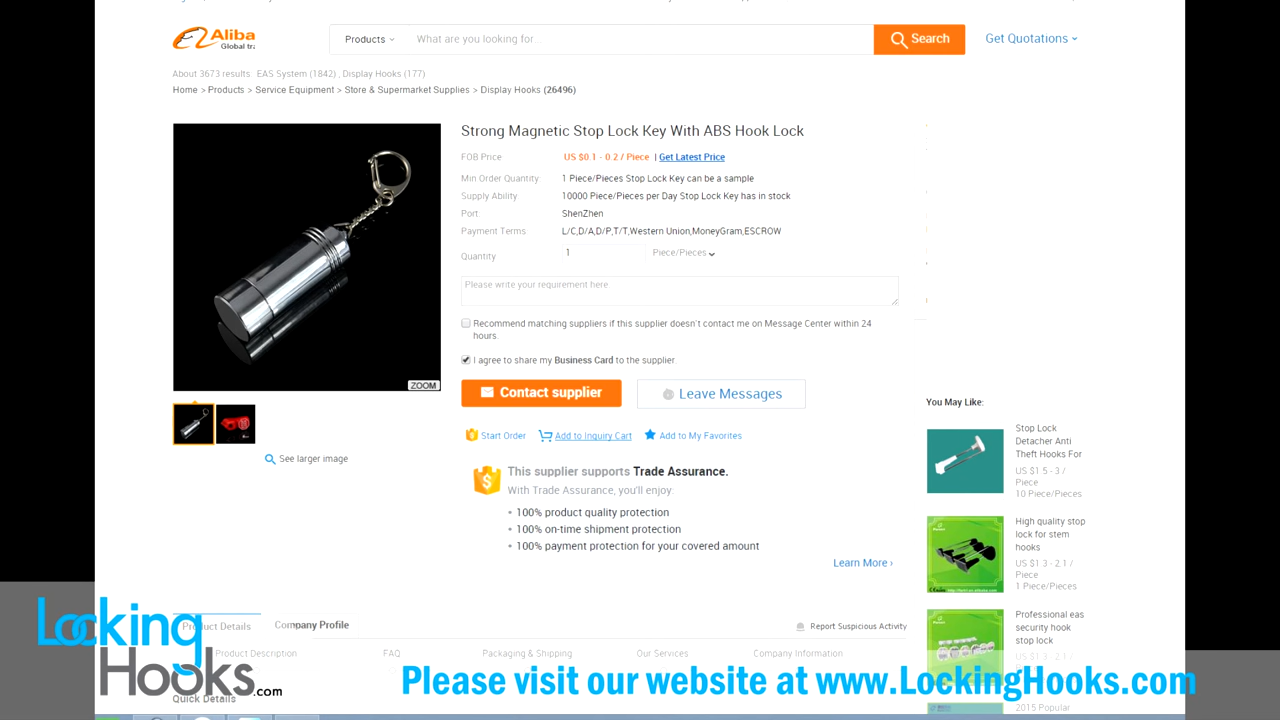 Aliba
Global tra
Products
What are you looking for...
Search
Get Quotations
About 3673 results: EAS System (1842) , Display Hooks (177)
Home > Products > Service Equipment > Store & Supermarket Supplies > Display Hooks (26496)
Strong Magnetic Stop Lock Key With ABS Hook Lock
FOB Price
US $0.1 - 0.2 / Piece | Get Latest Price
Min.Order Quantity:
1 Piece/Pieces Stop Lock Key can be a sample
Supply Ability
10000 Piece/Pieces per Day Stop Lock Key has in stock
Port:
ShenZhen
Payment Terms:
L/C,D/A,D/P,T/T,Western Union,MoneyGram,ESCROW
Quantity
1
Piece/Pieces
Please write your requirement here
Recommend matching suppliers if this supplier doesn't contact me on Message Center within 24
hours.
I agree to share my Business Card to the supplier.
Contact supplier
Leave Messages
Start Order
Add to Inquiry Cart
Add to My Favorites
ZOOM
See larger image
This supplier supports Trade Assurance.
With Trade Assurance, you'll enjoy:
• 100% product quality protection
• 100% on-time shipment protection
• 100% payment protection for your covered amount
Learn More ›
You May Like:
Stop Lock
Detacher Anti
Theft Hooks For
US $1.5 - 3 /
Piece
10 Piece/Pieces
High quality stop
lock for stem
hooks
US $1.3 - 2.1 /
Piece
1 Piece/Pieces
Professional eas
security hook
stop lock
US $1.3 - 2.1 /
2015 Popular
Product Details
Company Profile
Report Suspicious Activity
Product Description
FAQ
Packaging & Shipping
Our Services
Company Information
Quick Details
Locking
Hooks.com
Please visit our website at www.LockingHooks.com